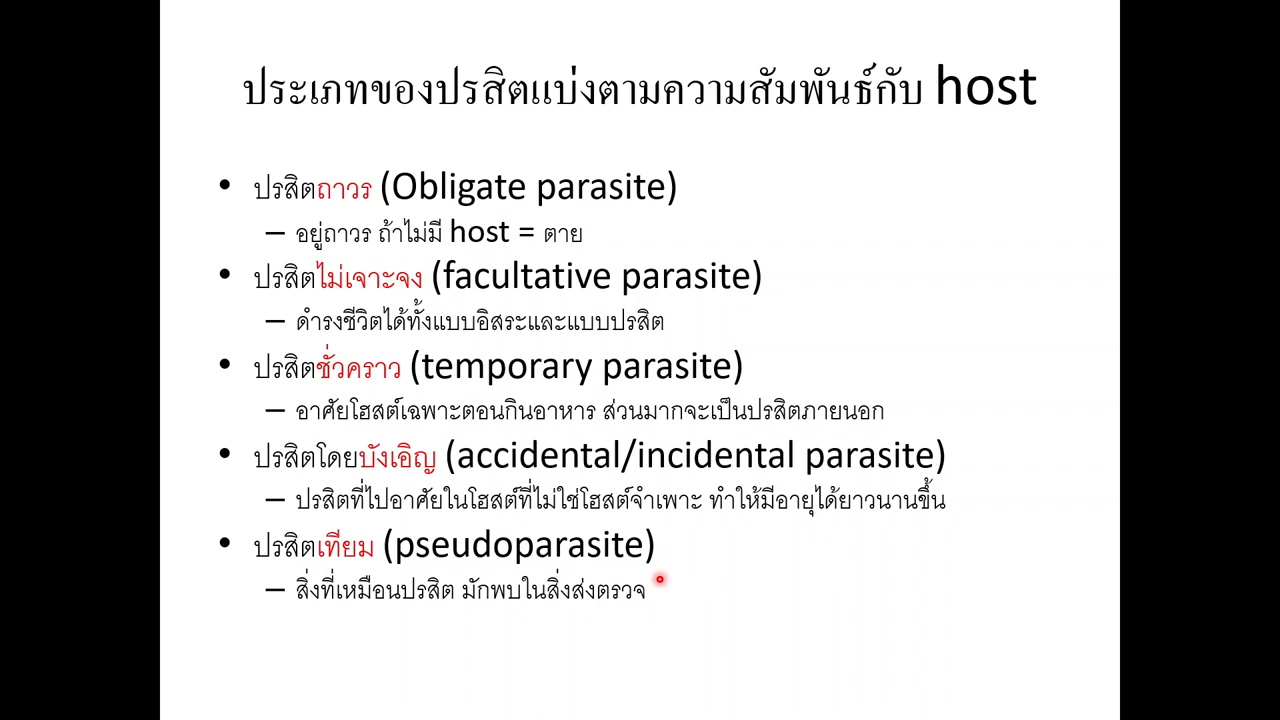 ประเภทของปรสิตแบ่งตามความสัมพันธ์กับ host
• ปรสิตถาวร (Obligate parasite)
– อยู่ถาวร ถ้าไม่มี host = ตาย
• ปรสิตไม่เจาะจง (facultative parasite)
– ดำรงชีวิตได้ทั้งแบบอิสระและแบบปรสิต
• ปรสิตชั่วคราว (temporary parasite)
– อาศัยโฮสต์เฉพาะตอนกินอาหาร ส่วนมากจะเป็นปรสิตภายนอก
• ปรสิตโดยบังเอิญ (accidental/incidental parasite)
– ปรสิตที่ไปอาศัยในโฮสต์ที่ไม่ใช่โฮสต์จำเพาะ ทำให้มีอายุได้ยาวนานขึ้น
• ปรสิตเทียม (pseudoparasite)
– สิ่งที่เหมือนปรสิต มักพบในสิ่งส่งตรวจ